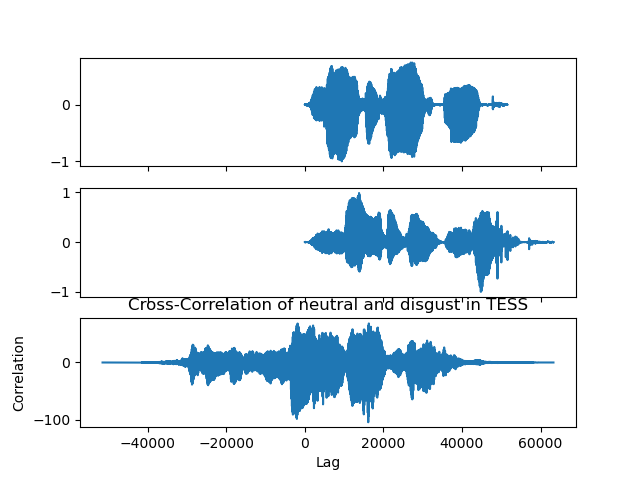 0
−1
1
0
−1
Cross-Correlation of neutral and disgust in TESS
0
−100
Correlation
−40000 −20000 0 20000 40000 60000
Lag